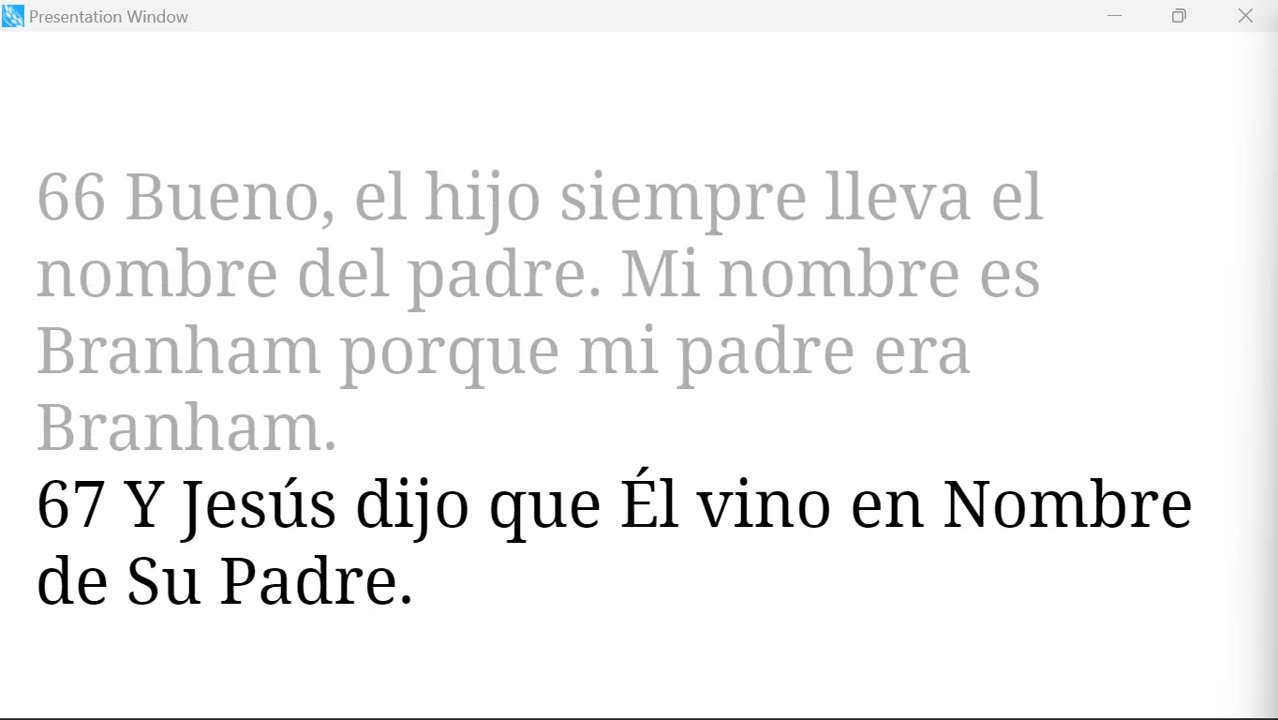 Presentation Window
66 Bueno, el hijo siempre lleva el
nombre del padre. Mi nombre es
Branham porque mi padre era
Branham.
67 Y Jesús dijo que Él vino en Nombre
de Su Padre.